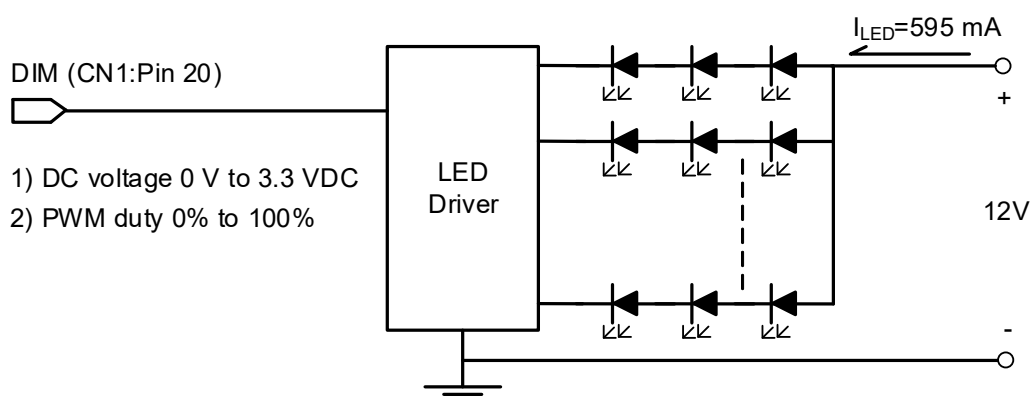 I_LED=595 mA
DIM (CN1:Pin 20)
+
1) DC voltage 0 V to 3.3 VDC
LED
Driver
2) PWM duty 0% to 100%
12V
-